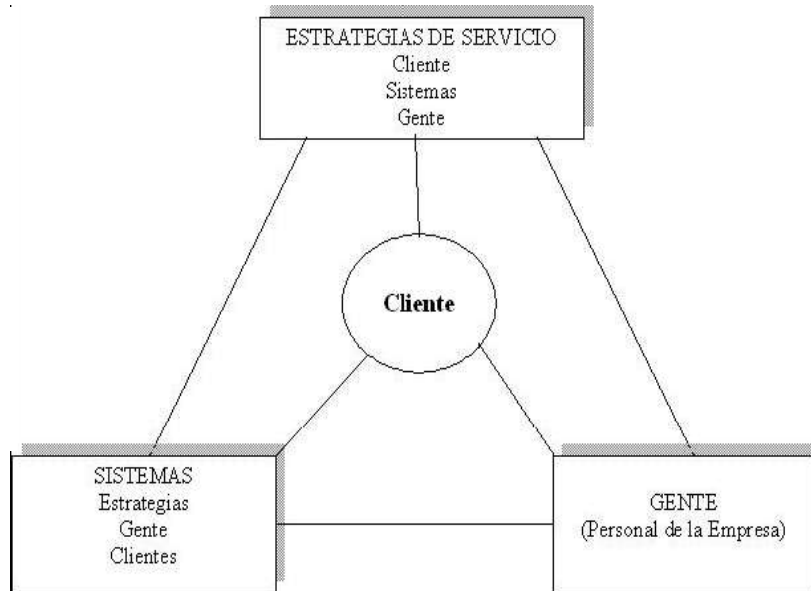 ESTRATEGIAS DE SERVICIO
Cliente
Sistemas
Gente
Cliente
SISTEMAS
Estrategias
Gente
Clientes
GENTE
(Personal de la Empresa)